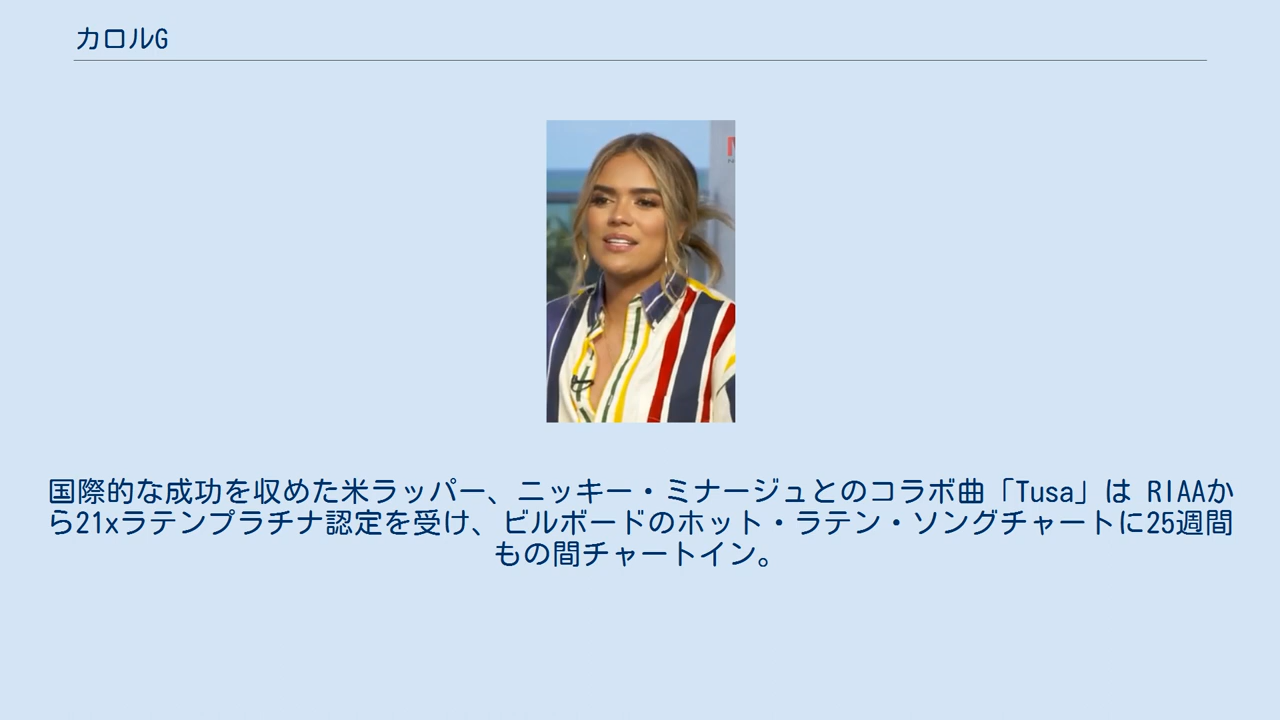 カロルG
国際的な成功を収めた米ラッパー、ニッキー・ミナージュとのコラボ曲「Tusa」は RIAAか
ら21xラテンプラチナ認定を受け、ビルボードのホット・ラテン・ソングチャートに25週間
もの間チャートイン。